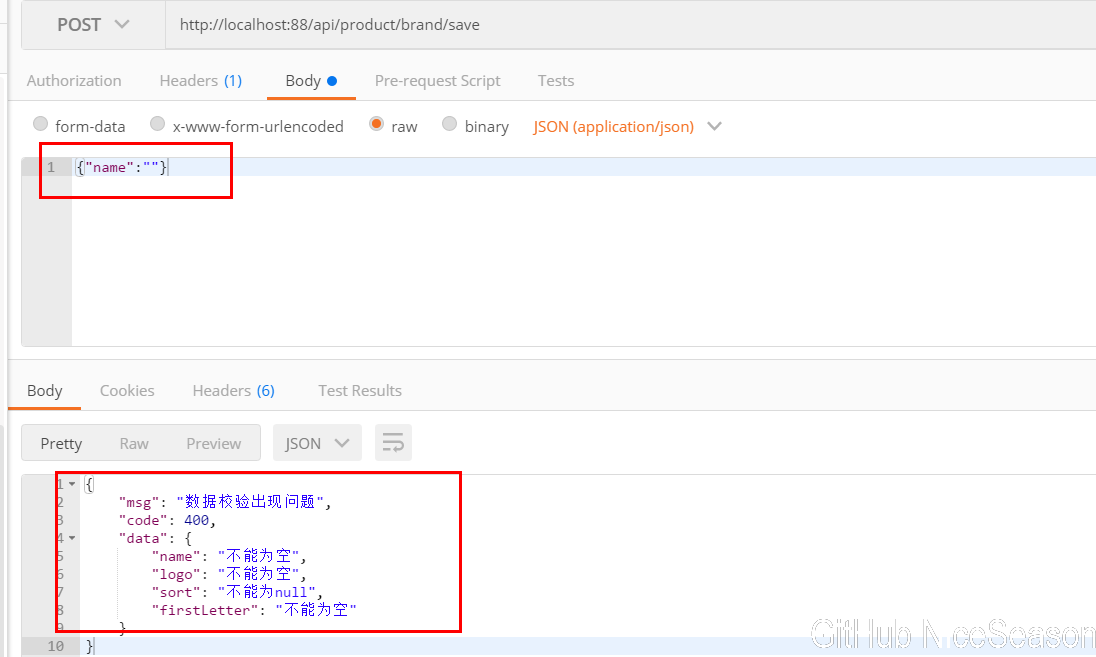 POST http://localhost:88/api/product/brand/save
Authorization Headers (1) Body Pre-request Script Tests
form-data x-www-form-urlencoded raw binary JSON (application/json)
1 {"name":""}
Body Cookies Headers (6) Test Results
Pretty Raw Preview JSON
1 {
2 "msg": "数据校验出现问题",
3 "code": 400,
4 "data": {
5 "name": "不能为空",
6 "logo": "不能为空",
7 "sort": "不能为null",
8 "firstLetter": "不能为空"
9 }
10 }
GitHub NiceSeason